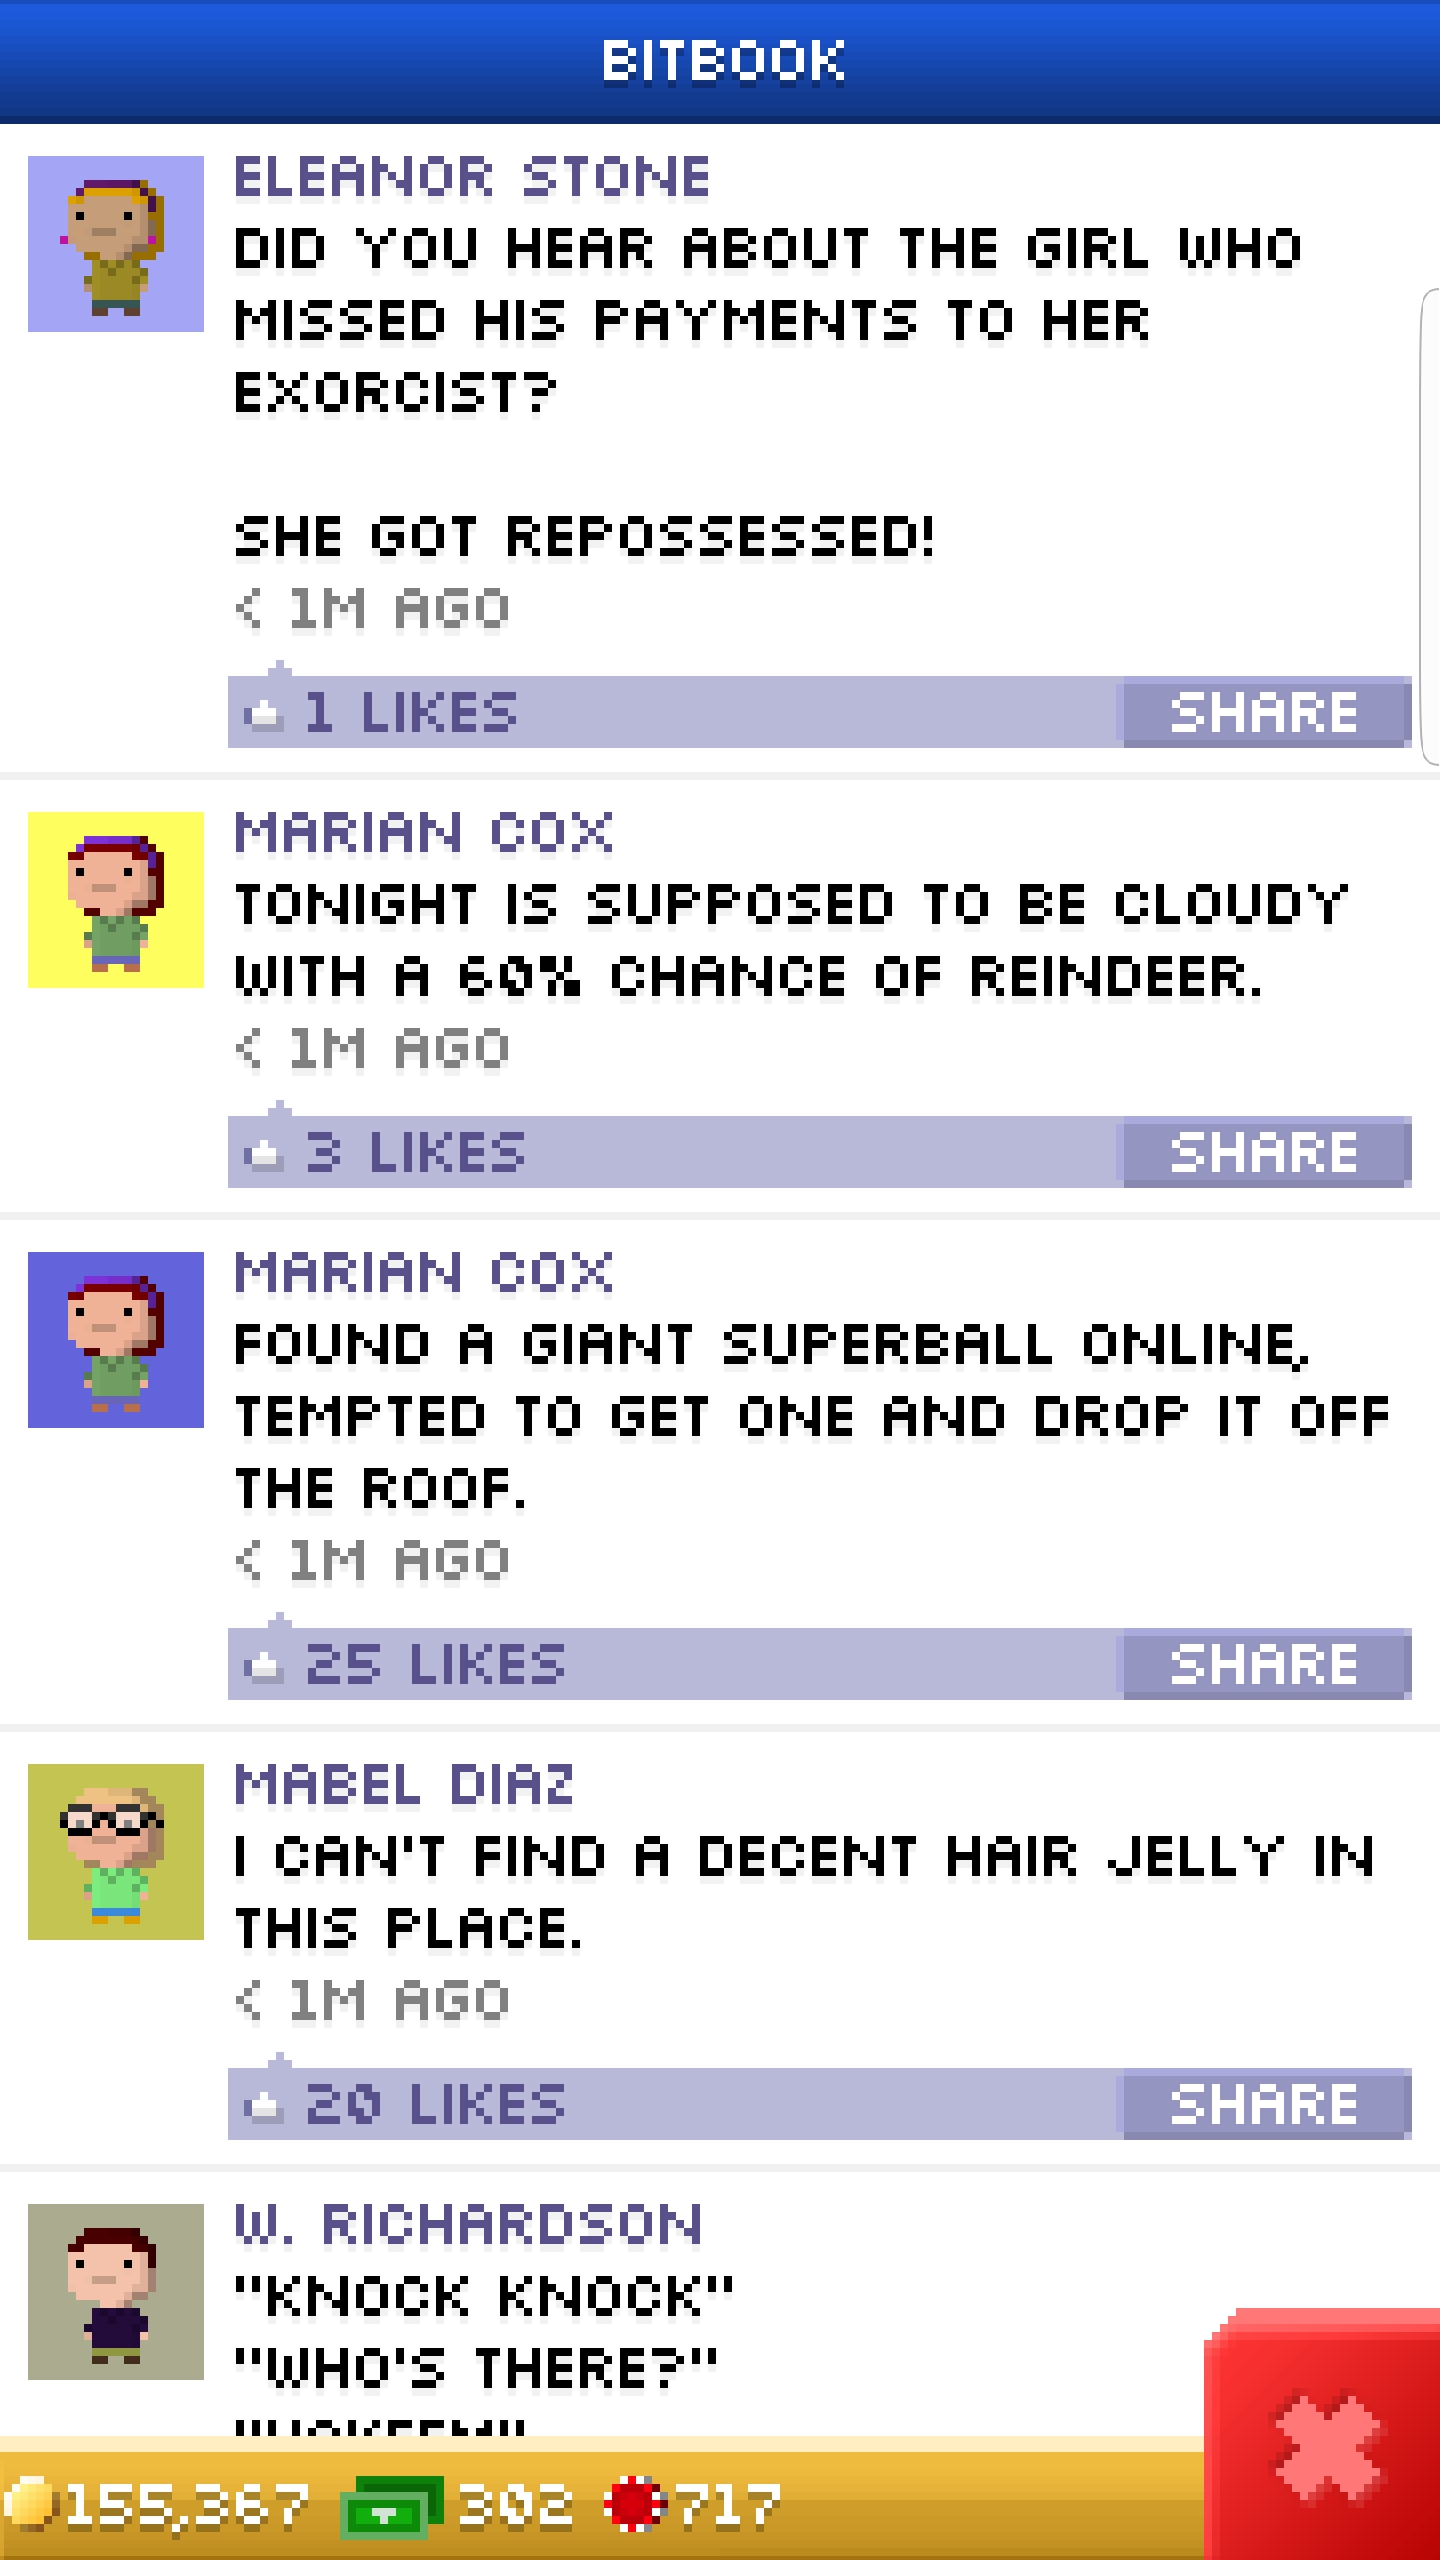 BITBOOK
ELEANOR STONE
DID YOU HEAR ABOUT THE GIRL WHO
MISSED HIS PAYMENTS TO HER
EXORCIST?
SHE GOT REPOSSESSED!
< 1M AGO
1 LIKES
SHARE
MARIAN COX
TONIGHT IS SUPPOSED TO BE CLOUDY
WITH A 60% CHANCE OF REINDEER.
< 1M AGO
3 LIKES
SHARE
MARIAN COX
FOUND A GIANT SUPERBALL ONLINE,
TEMPTED TO GET ONE AND DROP IT OFF
THE ROOF.
< 1M AGO
25 LIKES
SHARE
MABEL DIAZ
I CAN'T FIND A DECENT HAIR JELLY IN
THIS PLACE.
< 1M AGO
20 LIKES
SHARE
W. RICHARDSON
"KNOCK KNOCK"
"WHO'S THERE?"
155,367
302
717